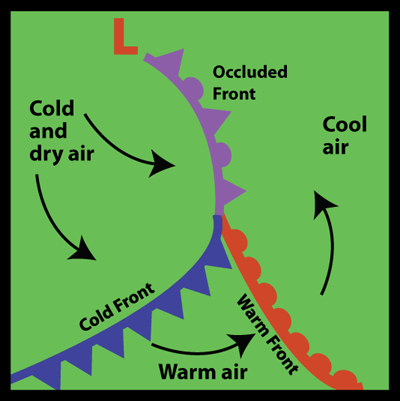 L
Occluded
Front
Cold
and
dry air
Cool
air
Cold Front
Warm Front
Warm air